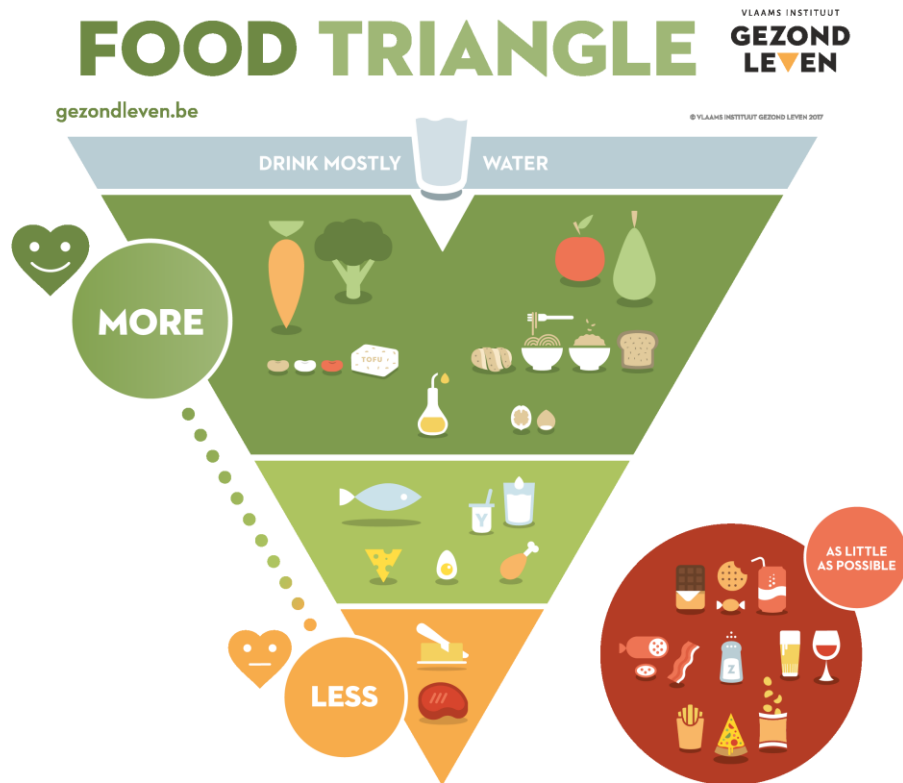 FOOD TRIANGLE
VLAAMS INSTITUUT
GEZOND
LEVEN
gezondleven.be
© VLAAMS INSTITUUT GEZOND LEVEN 2017
DRINK MOSTLY WATER
MORE
TOFU
Y
AS LITTLE
AS POSSIBLE
Z
LESS